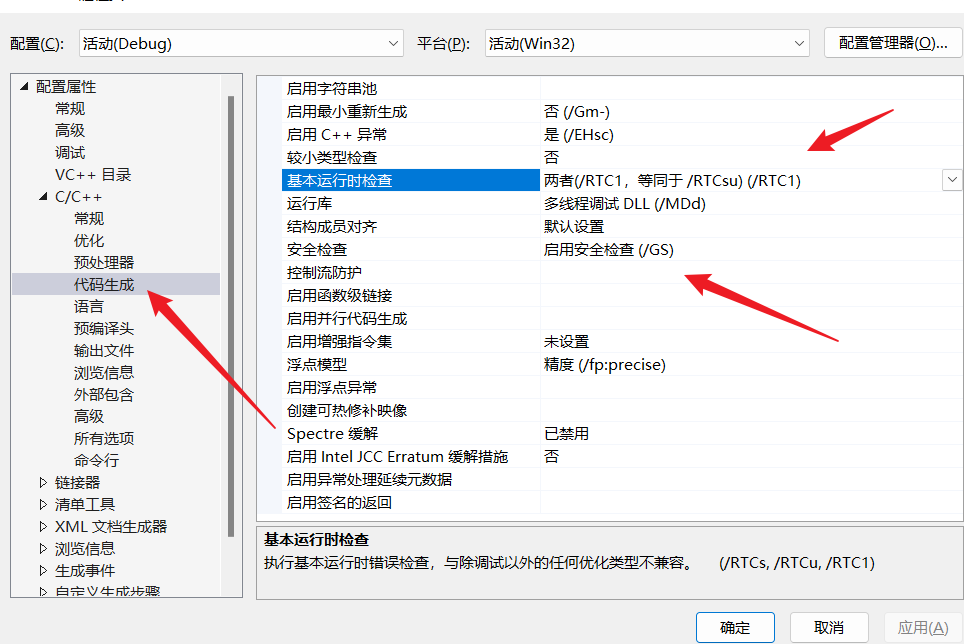 配置(C): 活动(Debug) 平台(P): 活动(Win32) 配置管理器(O)...
配置属性
常规
高级
调试
VC++ 目录
C/C++
常规
优化
预处理器
代码生成
语言
预编译头
输出文件
浏览信息
外部包含
高级
所有选项
命令行
链接器
清单工具
XML 文档生成器
浏览信息
生成事件
自定义生成步骤
启用字符串池
启用最小重新生成 否 (/Gm-)
启用 C++ 异常 是 (/EHsc)
较小类型检查 否
基本运行时检查 两者(/RTC1，等同于 /RTCsu) (/RTC1)
运行库 多线程调试 DLL (/MDd)
结构成员对齐 默认设置
安全检查 启用安全检查 (/GS)
控制流防护
启用函数级链接
启用并行代码生成
启用增强指令集 未设置
浮点模型 精度 (/fp:precise)
启用浮点异常
创建可热修补映像
Spectre 缓解 已禁用
启用 Intel JCC Erratum 缓解措施 否
启用异常处理延续元数据
启用签名的返回
基本运行时检查
执行基本运行时错误检查，与除调试以外的任何优化类型不兼容。 (/RTCs, /RTCu, /RTC1)
确定 取消 应用(A)